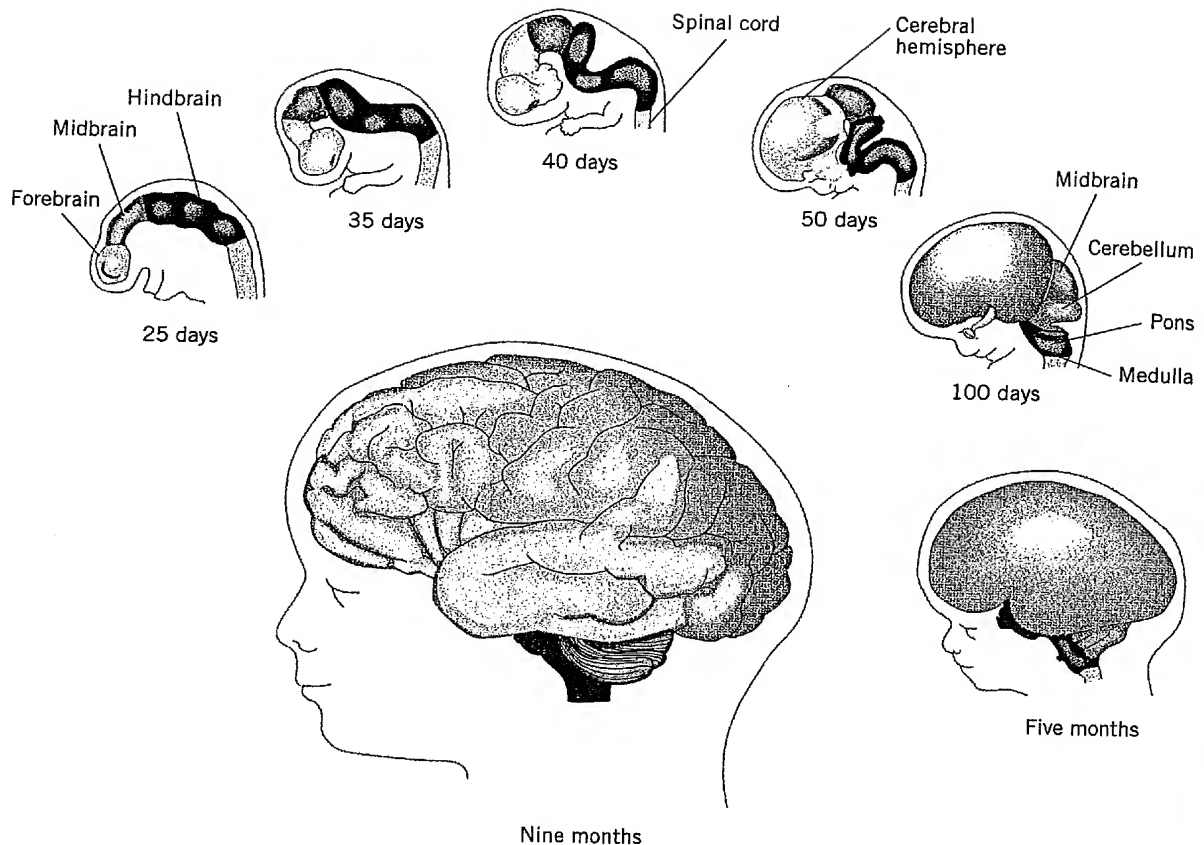 Spinal cord
Cerebral
hemisphere
Hindbrain
Midbrain
Forebrain
25 days
35 days
40 days
50 days
Midbrain
Cerebellum
Pons
Medulla
100 days
Five months
Nine months